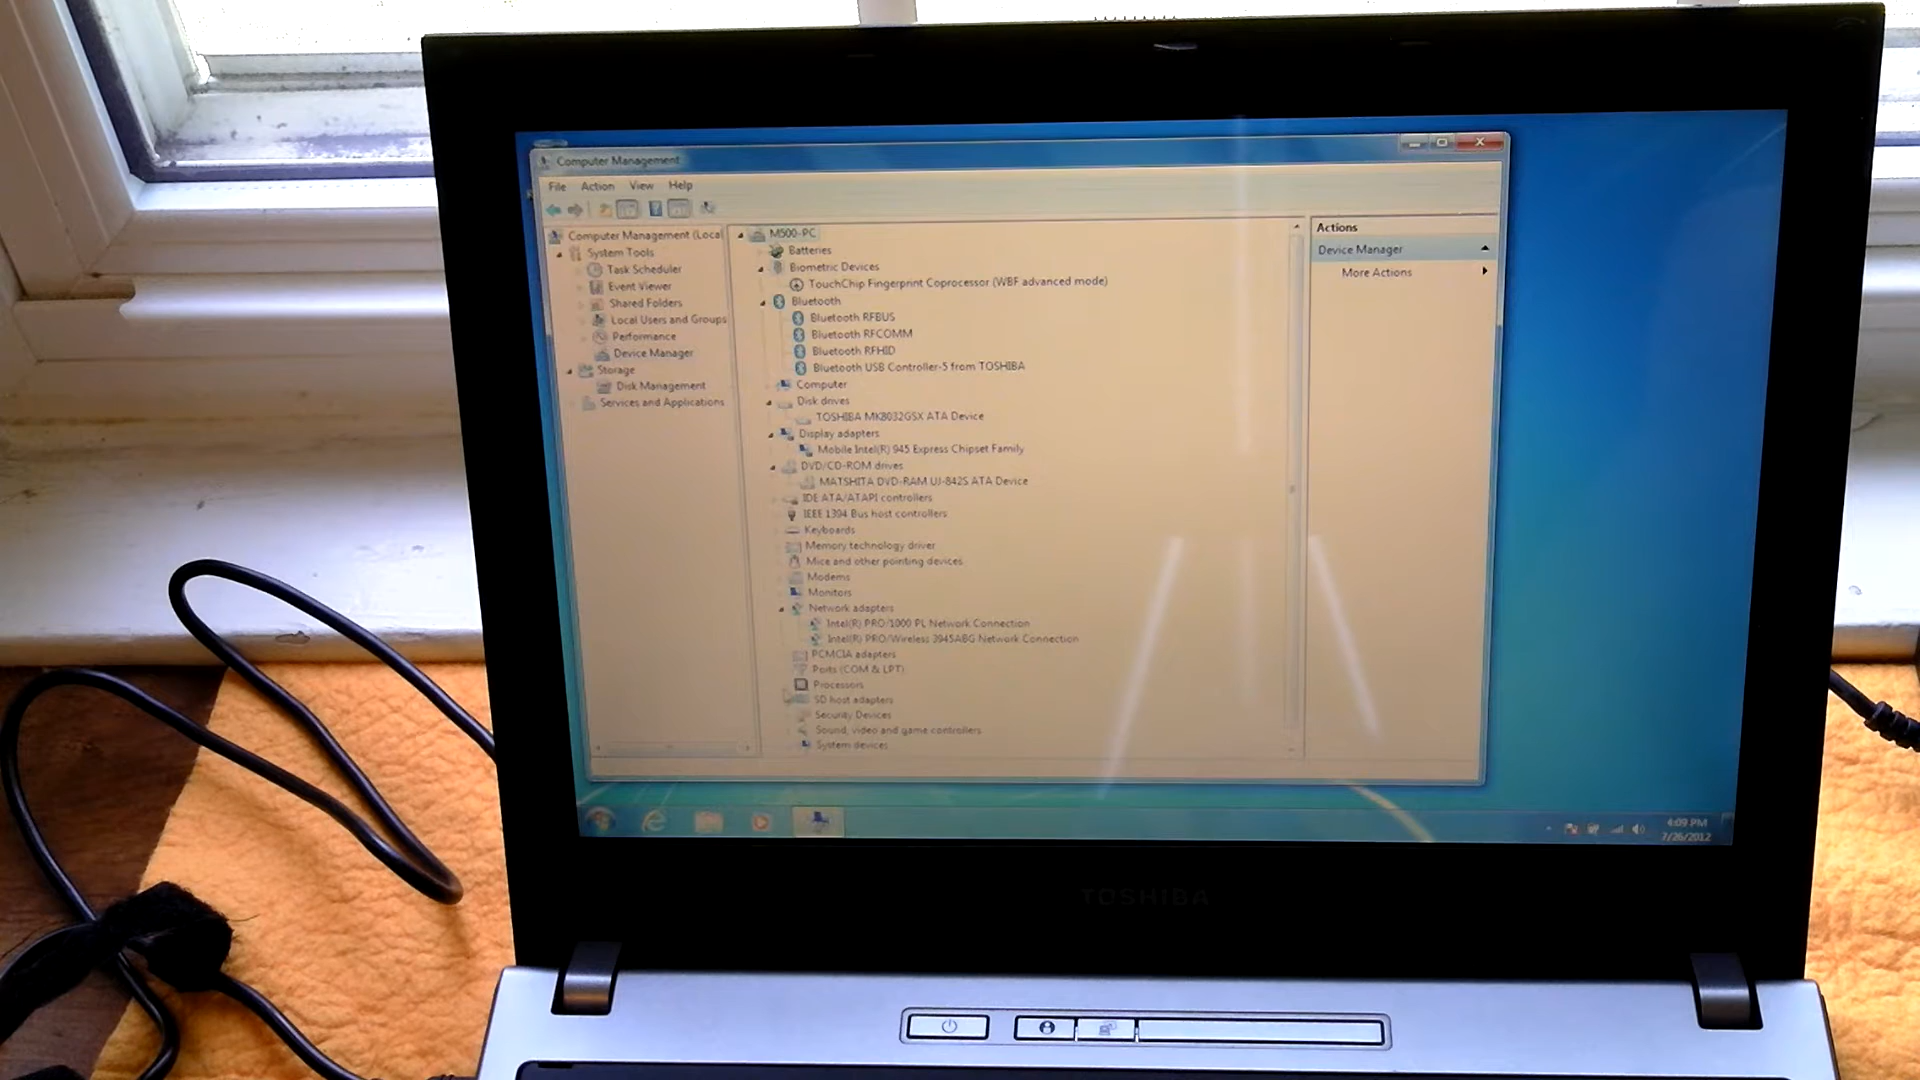 Computer Management
File Action View Help
Computer Management (Local
System Tools
Task Scheduler
Event Viewer
Shared Folders
Local Users and Groups
Performance
Device Manager
Storage
Disk Management
Services and Applications
M500-PC
Batteries
Biometric Devices
TouchChip Fingerprint Coprocessor (WBF advanced mode)
Bluetooth
Bluetooth RFBUS
Bluetooth RFCOMM
Bluetooth RFHID
Bluetooth USB Controller-5 from TOSHIBA
Computer
Disk drives
TOSHIBA MK8032GSX ATA Device
Display adapters
Mobile Intel(R) 945 Express Chipset Family
DVD/CD-ROM drives
MATSHITA DVD-RAM UJ-842S ATA Device
IDE ATA/ATAPI controllers
IEEE 1394 Bus host controllers
Keyboards
Memory technology driver
Mice and other pointing devices
Modems
Monitors
Network adapters
Intel(R) PRO/1000 PL Network Connection
Intel(R) PRO/Wireless 3945ABG Network Connection
PCMCIA adapters
Ports (COM & LPT)
Processors
SD host adapters
Security Devices
Sound, video and game controllers
System devices
Actions
Device Manager
More Actions
4:09 PM
7/26/2012
TOSHIBA